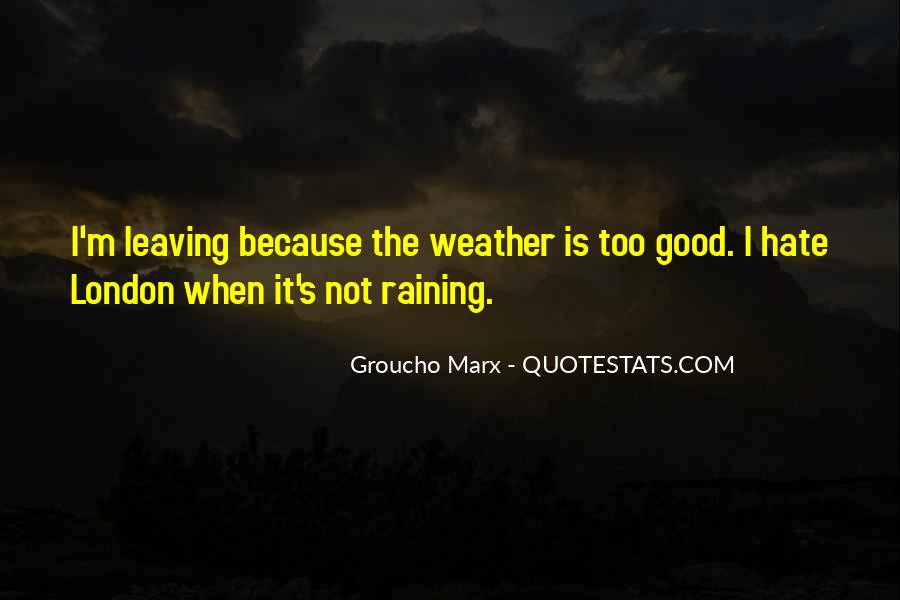 I'm leaving because the weather is too good. I hate
London when it's not raining.
Groucho Marx - QUOTESTATS.COM